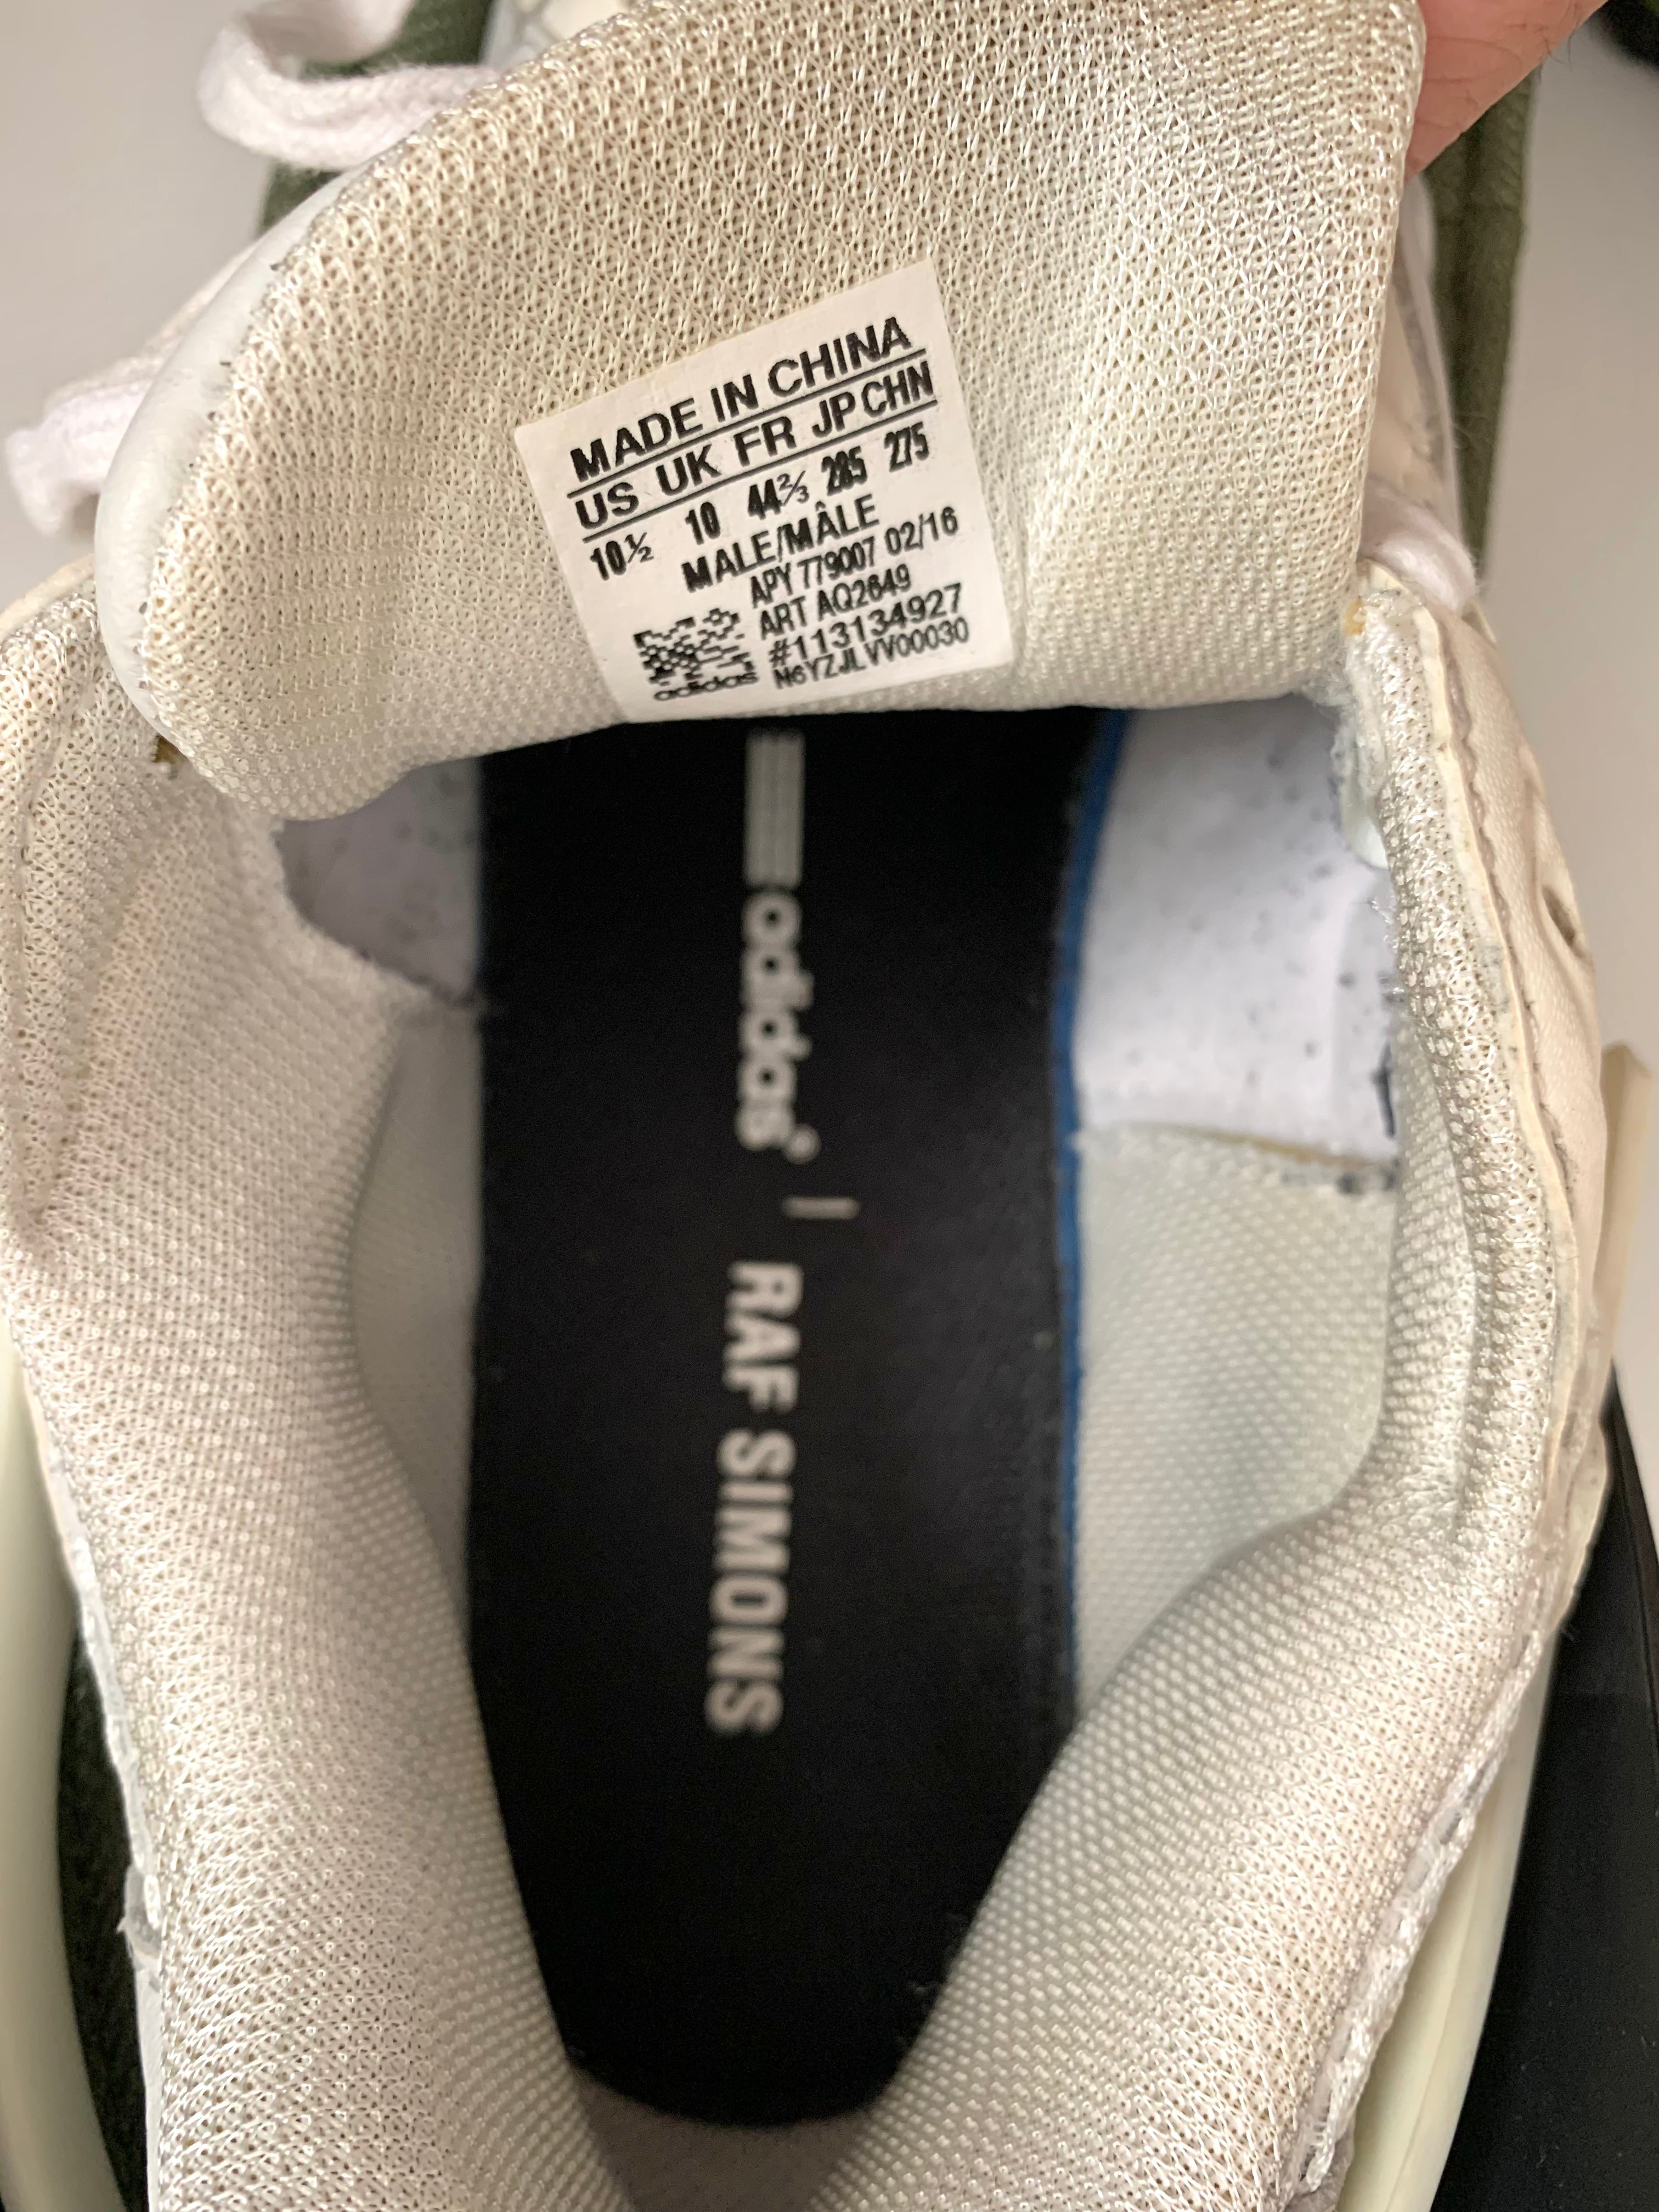 MADE IN CHINA
US UK FR JP CHN
10½ 10 44⅔ 285 275
MALE/MÂLE
APY 779007 02/16
ART AQ2649
#113134927
N6YZJLVV00030
adidas
adidas® | RAF SIMONS